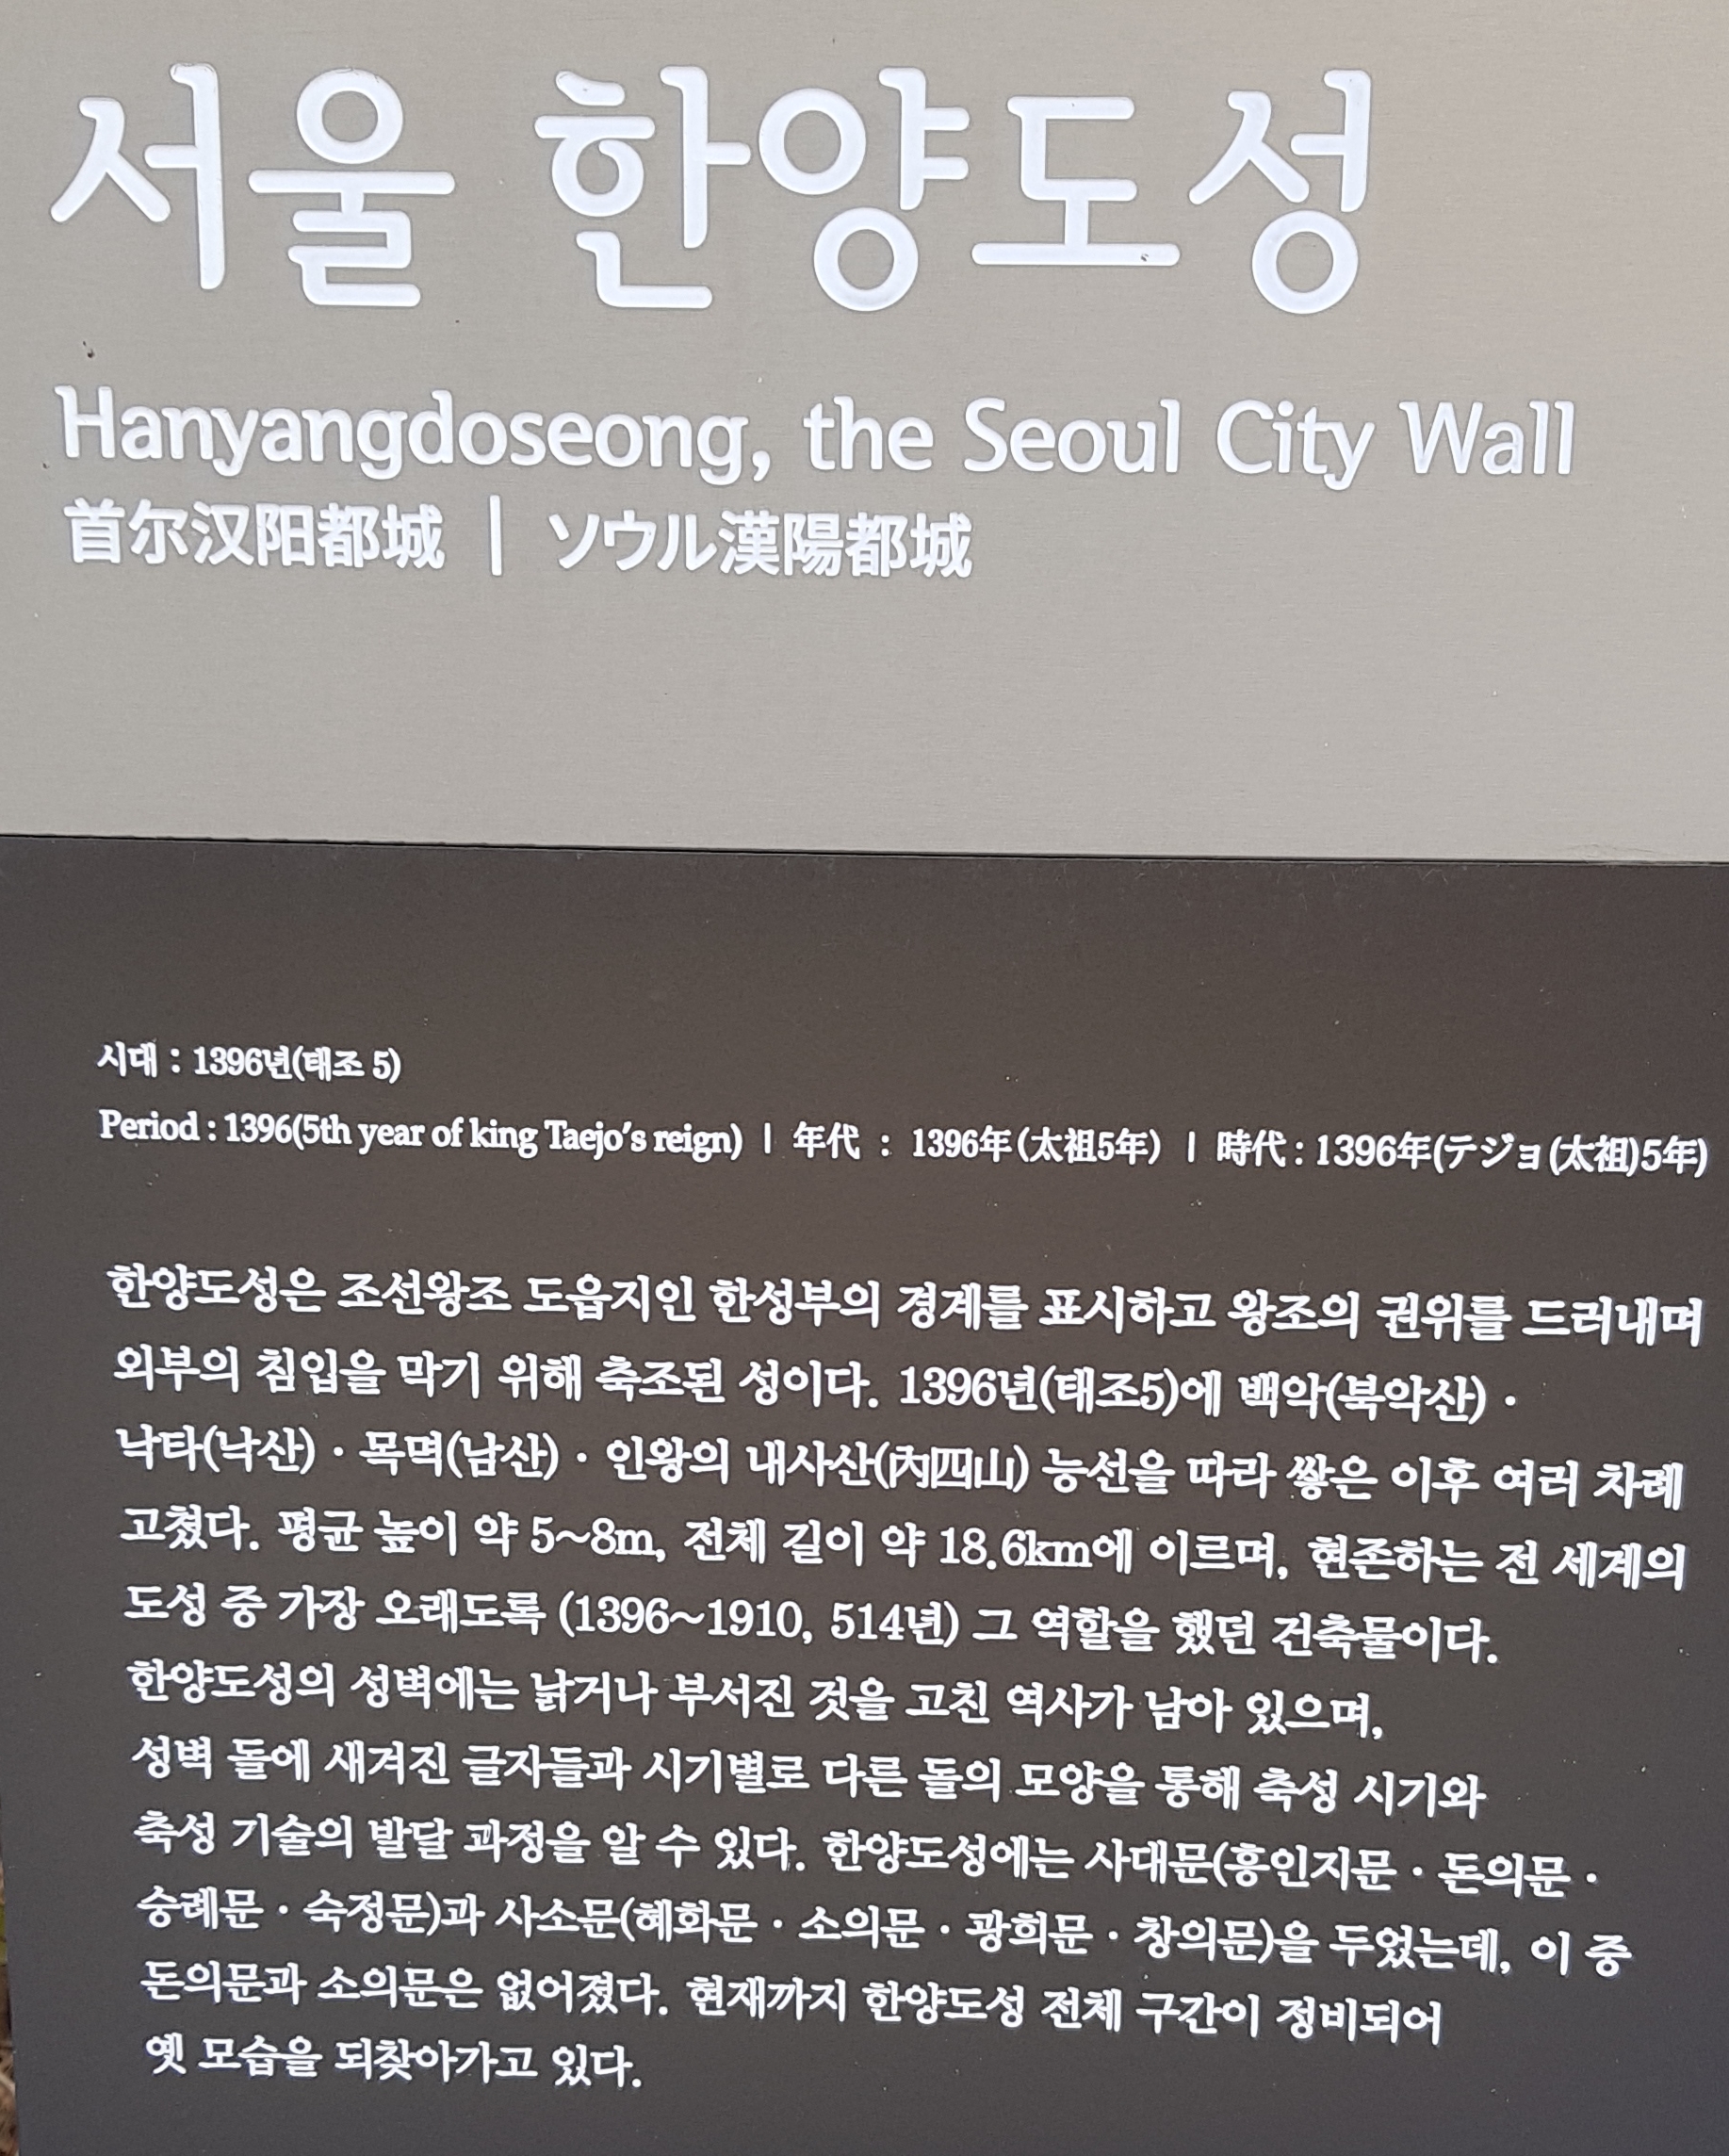 서울 한양도성
Hanyangdoseong, the Seoul City Wall
首尔汉阳都城 | ソウル漢陽都城
시대 : 1396년(태조 5)
Period : 1396(5th year of king Taejo's reign) | 年代 : 1396年(太祖5年) | 時代 : 1396年(テジョ(太祖)5年)
한양도성은 조선왕조 도읍지인 한성부의 경계를 표시하고 왕조의 권위를 드러내며
외부의 침입을 막기 위해 축조된 성이다. 1396년(태조5)에 백악(북악산) ·
낙타(낙산) · 목멱(남산) · 인왕의 내사산(內四山) 능선을 따라 쌓은 이후 여러 차례
고쳤다. 평균 높이 약 5~8m, 전체 길이 약 18.6km에 이르며, 현존하는 전 세계의
도성 중 가장 오래도록 (1396~1910, 514년) 그 역할을 했던 건축물이다.
한양도성의 성벽에는 낡거나 부서진 것을 고친 역사가 남아 있으며,
성벽 돌에 새겨진 글자들과 시기별로 다른 돌의 모양을 통해 축성 시기와
축성 기술의 발달 과정을 알 수 있다. 한양도성에는 사대문(흥인지문 · 돈의문 ·
숭례문 · 숙정문)과 사소문(혜화문 · 소의문 · 광희문 · 창의문)을 두었는데, 이 중
돈의문과 소의문은 없어졌다. 현재까지 한양도성 전체 구간이 정비되어
옛 모습을 되찾아가고 있다.